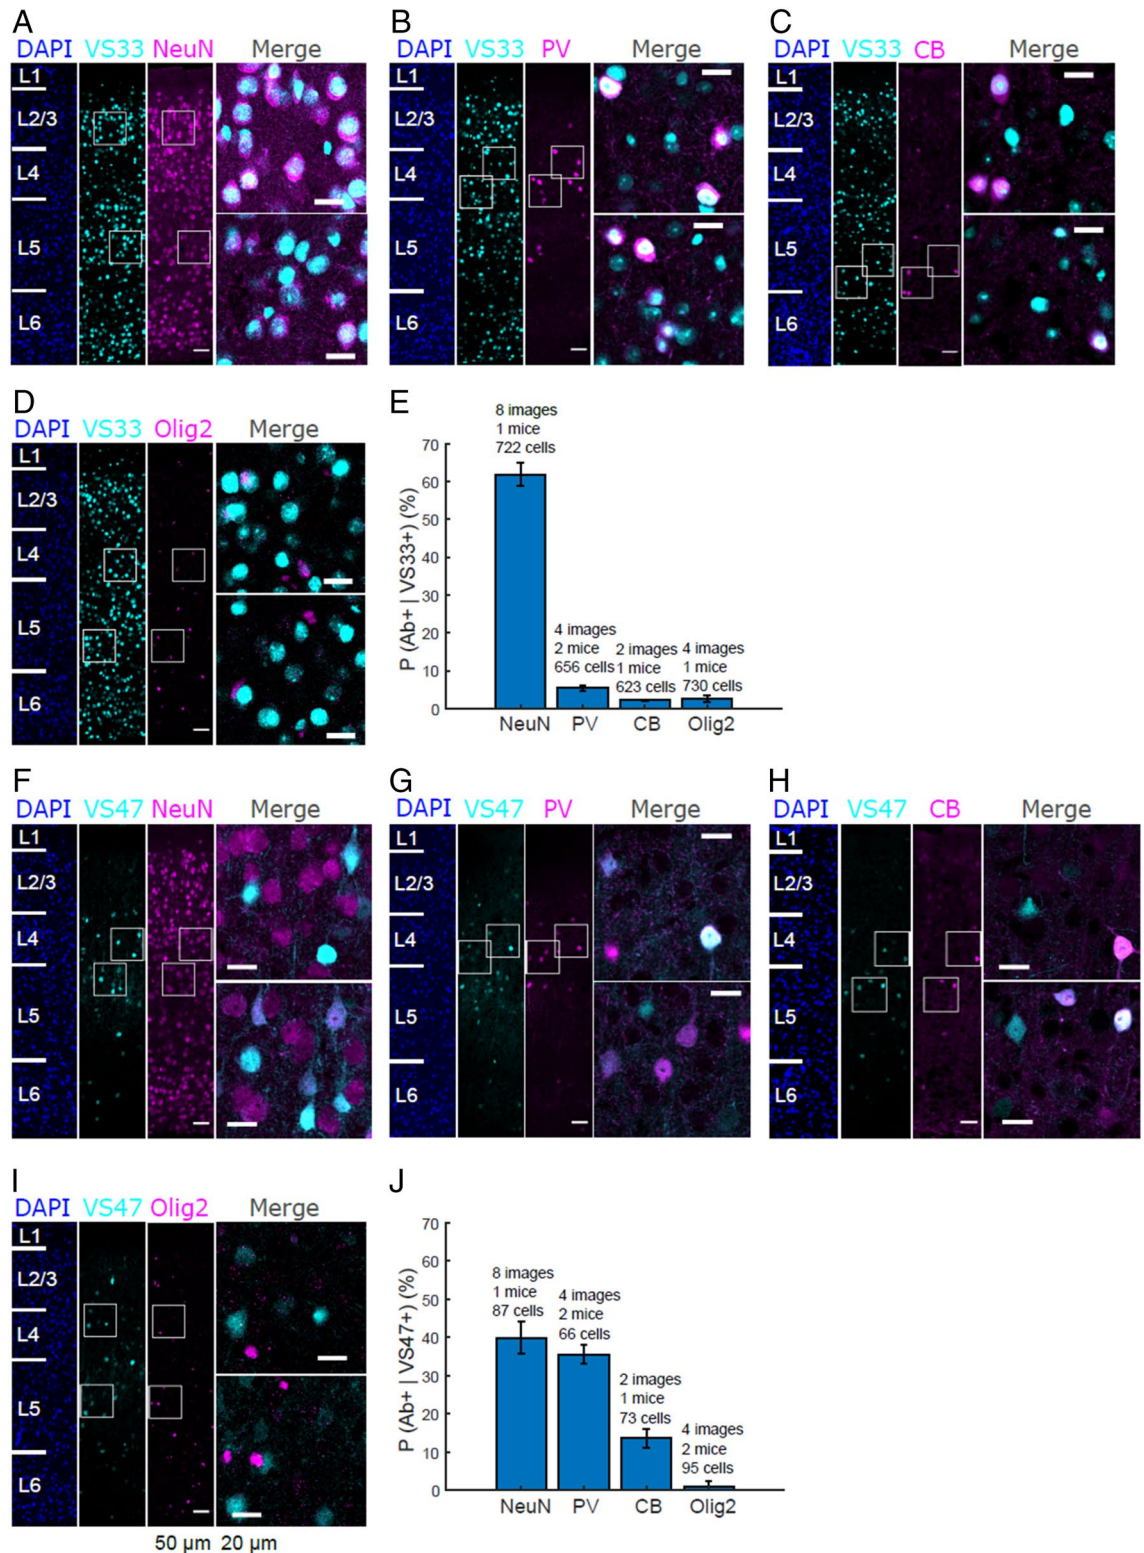 A
DAPI VS33 NeuN Merge
L1
L2/3
L4
L5
L6
B
DAPI VS33 PV Merge
L1
L2/3
L4
L5
L6
C
DAPI VS33 CB Merge
L1
L2/3
L4
L5
L6
D
DAPI VS33 Olig2 Merge
L1
L2/3
L4
L5
L6
E
P (Ab+ | VS33+) (%)
70
60
50
40
30
20
10
0
8 images
1 mice
722 cells
4 images
2 mice
656 cells
2 images
1 mice
623 cells
4 images
1 mice
730 cells
NeuN PV CB Olig2
F
DAPI VS47 NeuN Merge
L1
L2/3
L4
L5
L6
G
DAPI VS47 PV Merge
L1
L2/3
L4
L5
L6
H
DAPI VS47 CB Merge
L1
L2/3
L4
L5
L6
I
DAPI VS47 Olig2 Merge
L1
L2/3
L4
L5
L6
50 µm 20 µm
J
P (Ab+ | VS47+) (%)
70
60
50
40
30
20
10
0
8 images
1 mice
87 cells
4 images
2 mice
66 cells
2 images
1 mice
73 cells
4 images
2 mice
95 cells
NeuN PV CB Olig2